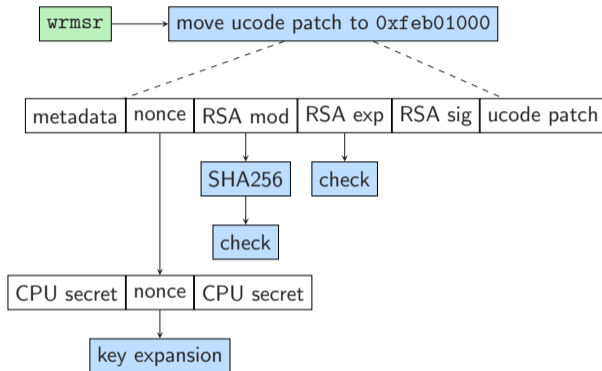 wrmsr move ucode patch to 0xfeb01000
metadata nonce RSA mod RSA exp RSA sig ucode patch
SHA256 check
check
CPU secret nonce CPU secret
key expansion